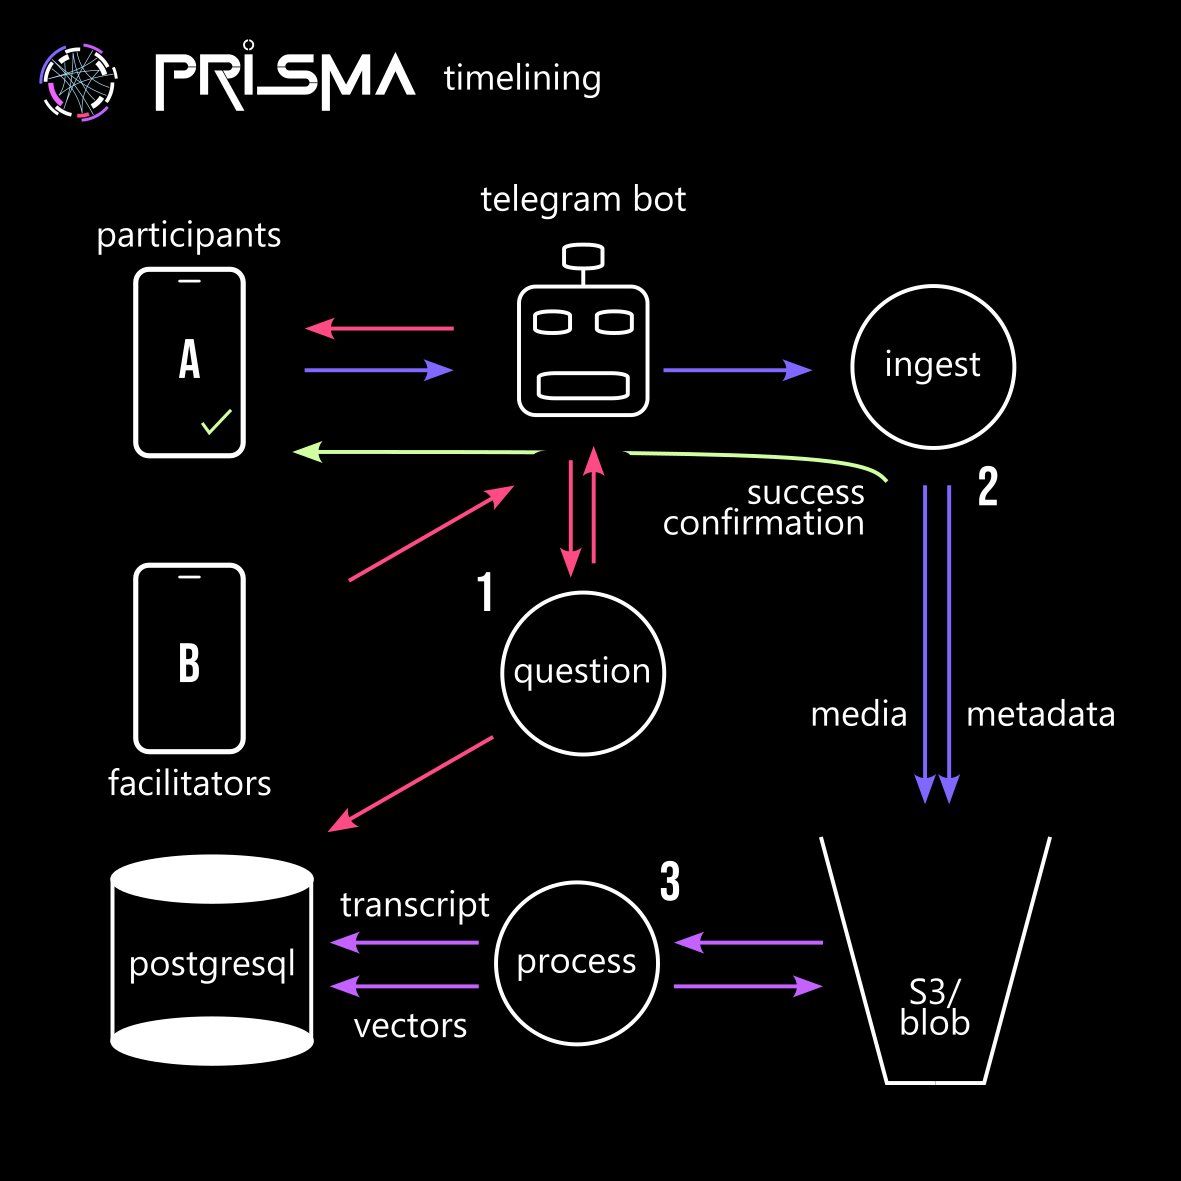 PRISMA timelining
telegram bot
participants
A
ingest
success
confirmation
2
1
B
question
media
metadata
facilitators
3
transcript
postgresql
process
vectors
S3/
blob